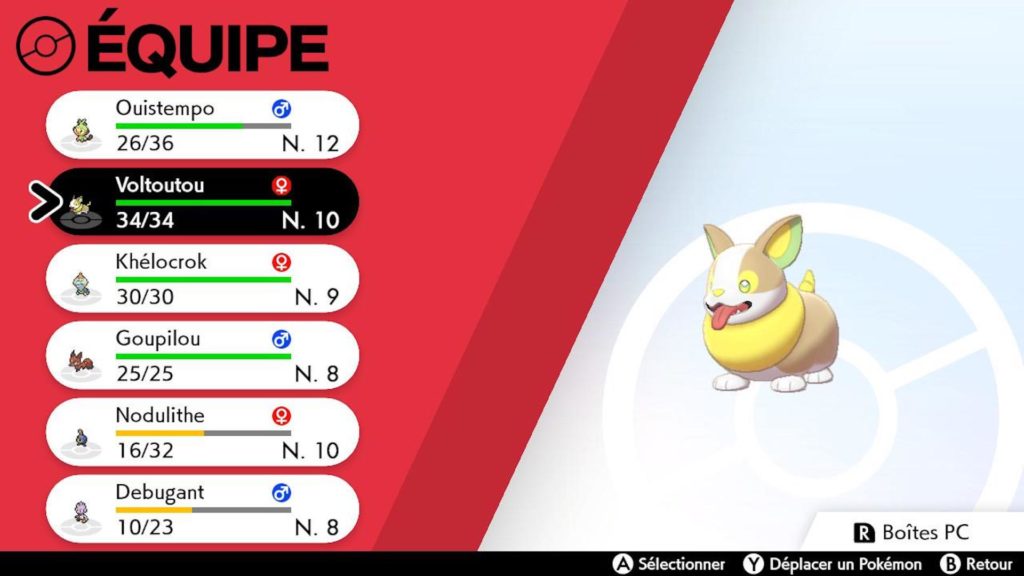 ÉQUIPE
Ouistempo ♂
26/36 N. 12
Voltoutou ♀
34/34 N. 10
Khélocrok ♀
30/30 N. 9
Goupilou ♂
25/25 N. 8
Nodulithe ♀
16/32 N. 10
Debugant ♂
10/23 N. 8
R Boîtes PC
A Sélectionner Y Déplacer un Pokémon B Retour